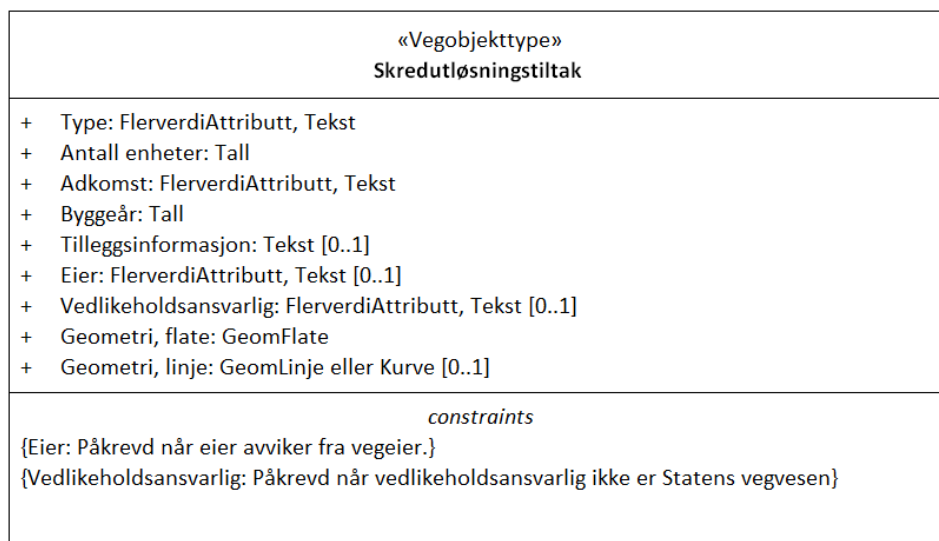 «Vegobjekttype»
Skredutløsningstiltak
+ Type: FlerverdiAttributt, Tekst
+ Antall enheter: Tall
+ Adkomst: FlerverdiAttributt, Tekst
+ Byggeår: Tall
+ Tilleggsinformasjon: Tekst [0..1]
+ Eier: FlerverdiAttributt, Tekst [0..1]
+ Vedlikeholdsansvarlig: FlerverdiAttributt, Tekst [0..1]
+ Geometri, flate: GeomFlate
+ Geometri, linje: GeomLinje eller Kurve [0..1]
constraints
{Eier: Påkrevd når eier avviker fra vegeier.}
{Vedlikeholdsansvarlig: Påkrevd når vedlikeholdsansvarlig ikke er Statens vegvesen}